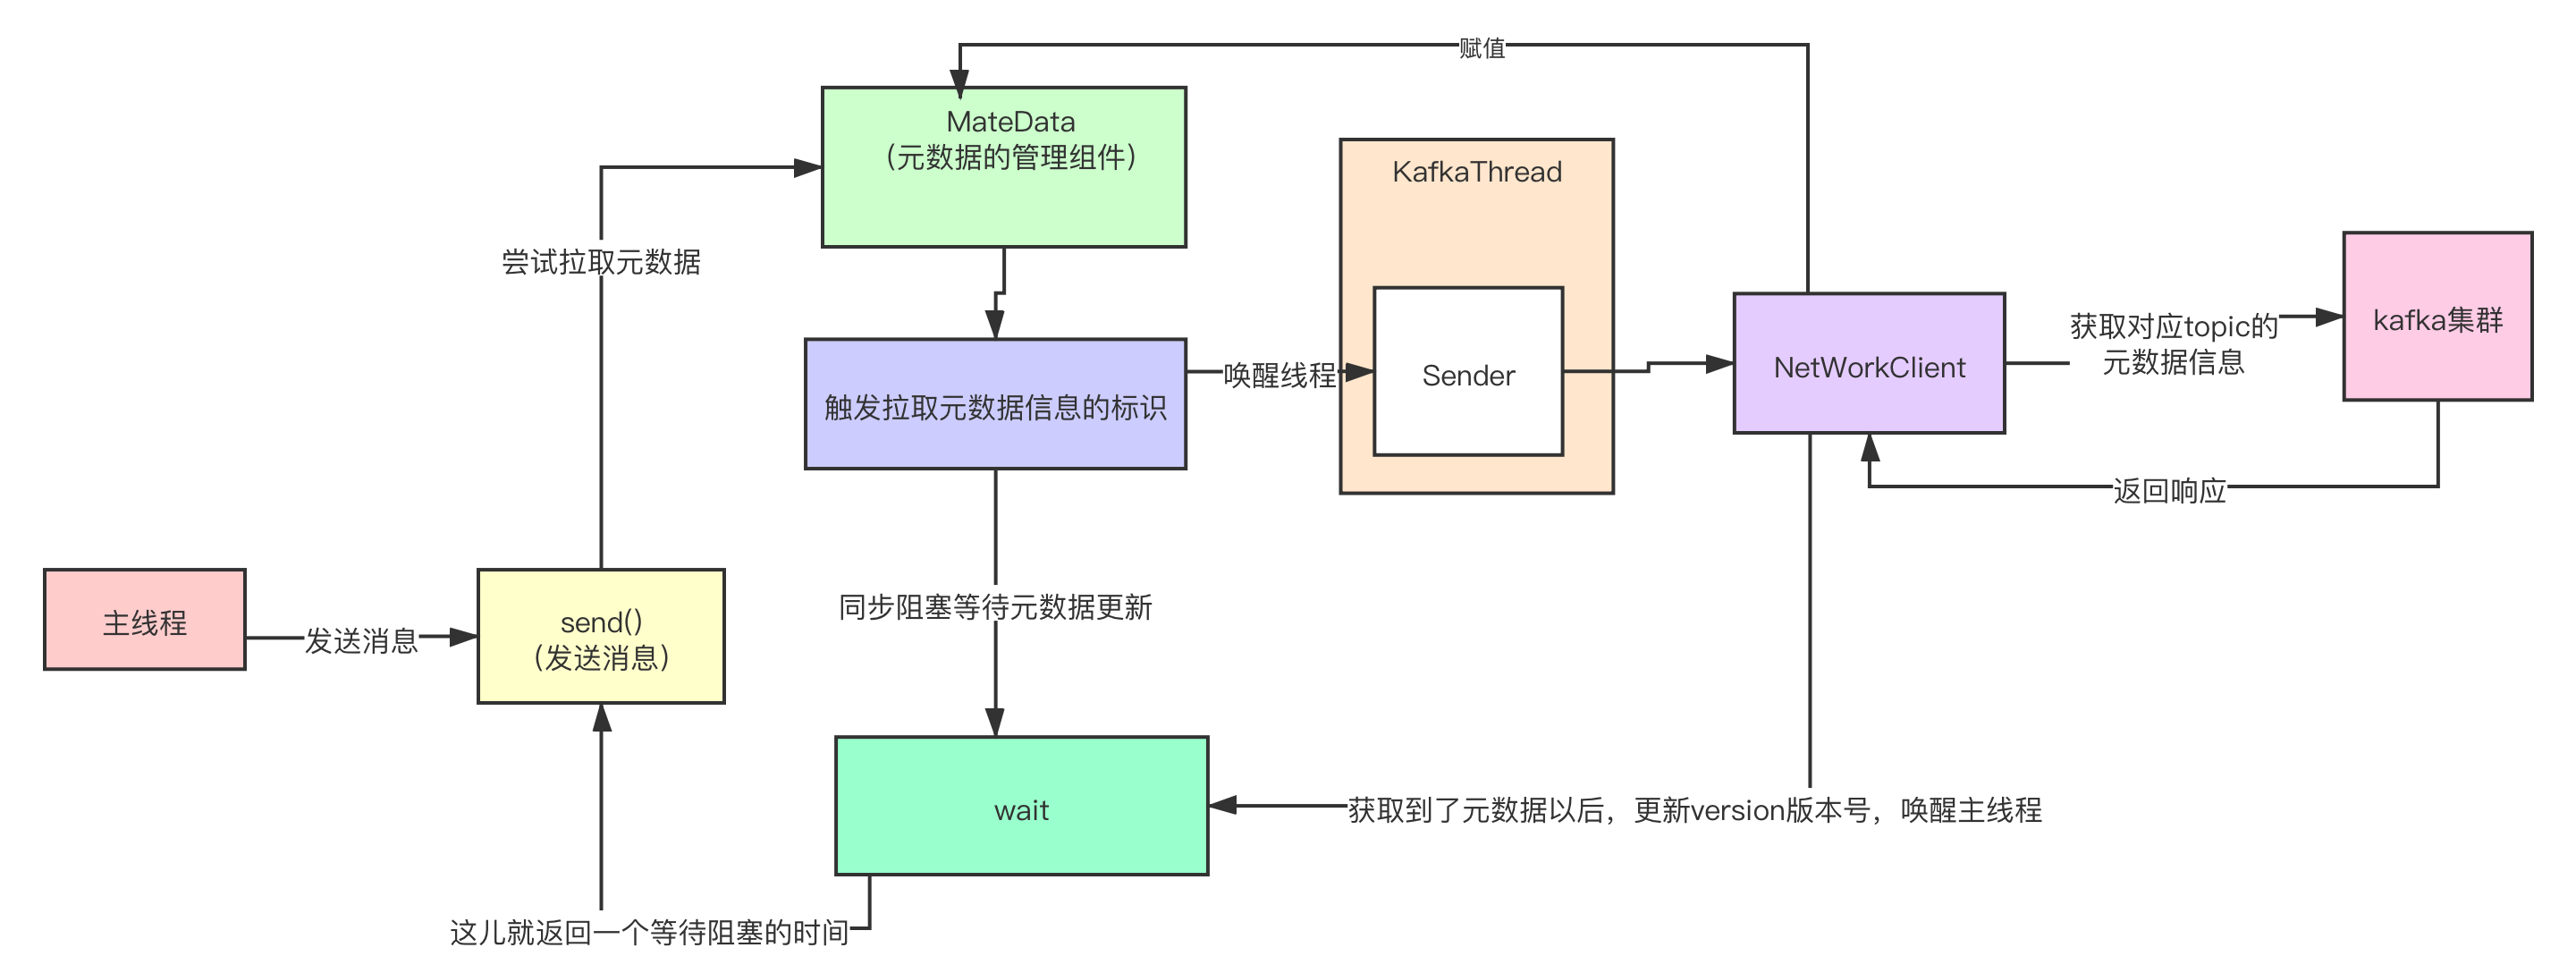 赋值
MateData
（元数据的管理组件）
KafkaThread
尝试拉取元数据
获取对应topic的
元数据信息
kafka集群
唤醒线程
Sender
NetWorkClient
触发拉取元数据信息的标识
返回响应
同步阻塞等待元数据更新
主线程
发送消息
send()
（发送消息）
wait
获取到了元数据以后，更新version版本号，唤醒主线程
这儿就返回一个等待阻塞的时间